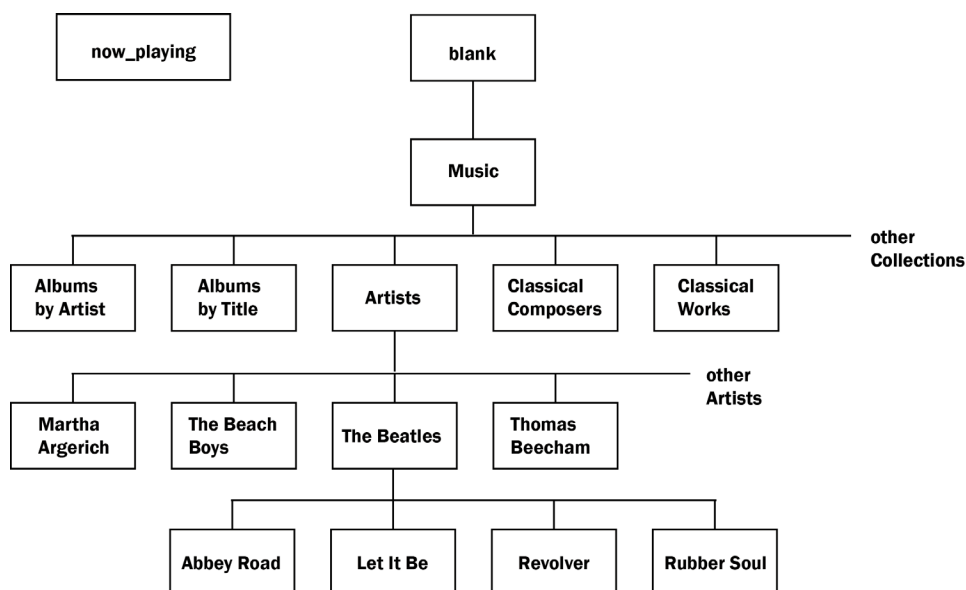 now_playing
blank
Music
other
Collections
Albums
by Artist
Albums
by Title
Artists
Classical
Composers
Classical
Works
other
Artists
Martha
Argerich
The Beach
Boys
The Beatles
Thomas
Beecham
Abbey Road
Let It Be
Revolver
Rubber Soul